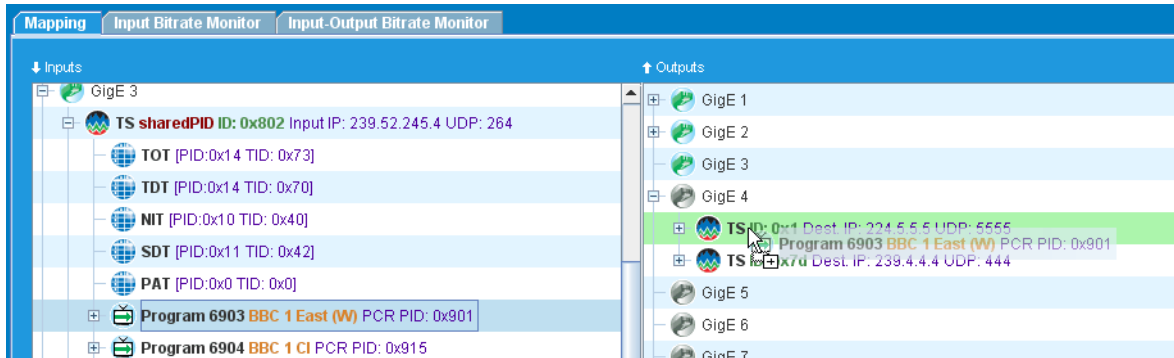 Mapping
Input Bitrate Monitor
Input-Output Bitrate Monitor
Inputs
GigE 3
TS sharedPID ID: 0x802 Input IP: 239.52.245.4 UDP: 264
TOT [PID:0x14 TID: 0x73]
TDT [PID:0x14 TID: 0x70]
NIT [PID:0x10 TID: 0x40]
SDT [PID:0x11 TID: 0x42]
PAT [PID:0x0 TID: 0x0]
Program 6903 BBC 1 East (W) PCR PID: 0x901
Program 6904 BBC 1 CI PCR PID: 0x915
Outputs
GigE 1
GigE 2
GigE 3
GigE 4
TS ID: 0x1 Dest. IP: 224.5.5.5 UDP: 5555
Program 6903 BBC 1 East (W) PCR PID: 0x901
TS 0x7d Dest. IP: 239.4.4.4 UDP: 444
GigE 5
GigE 6
GigE 7